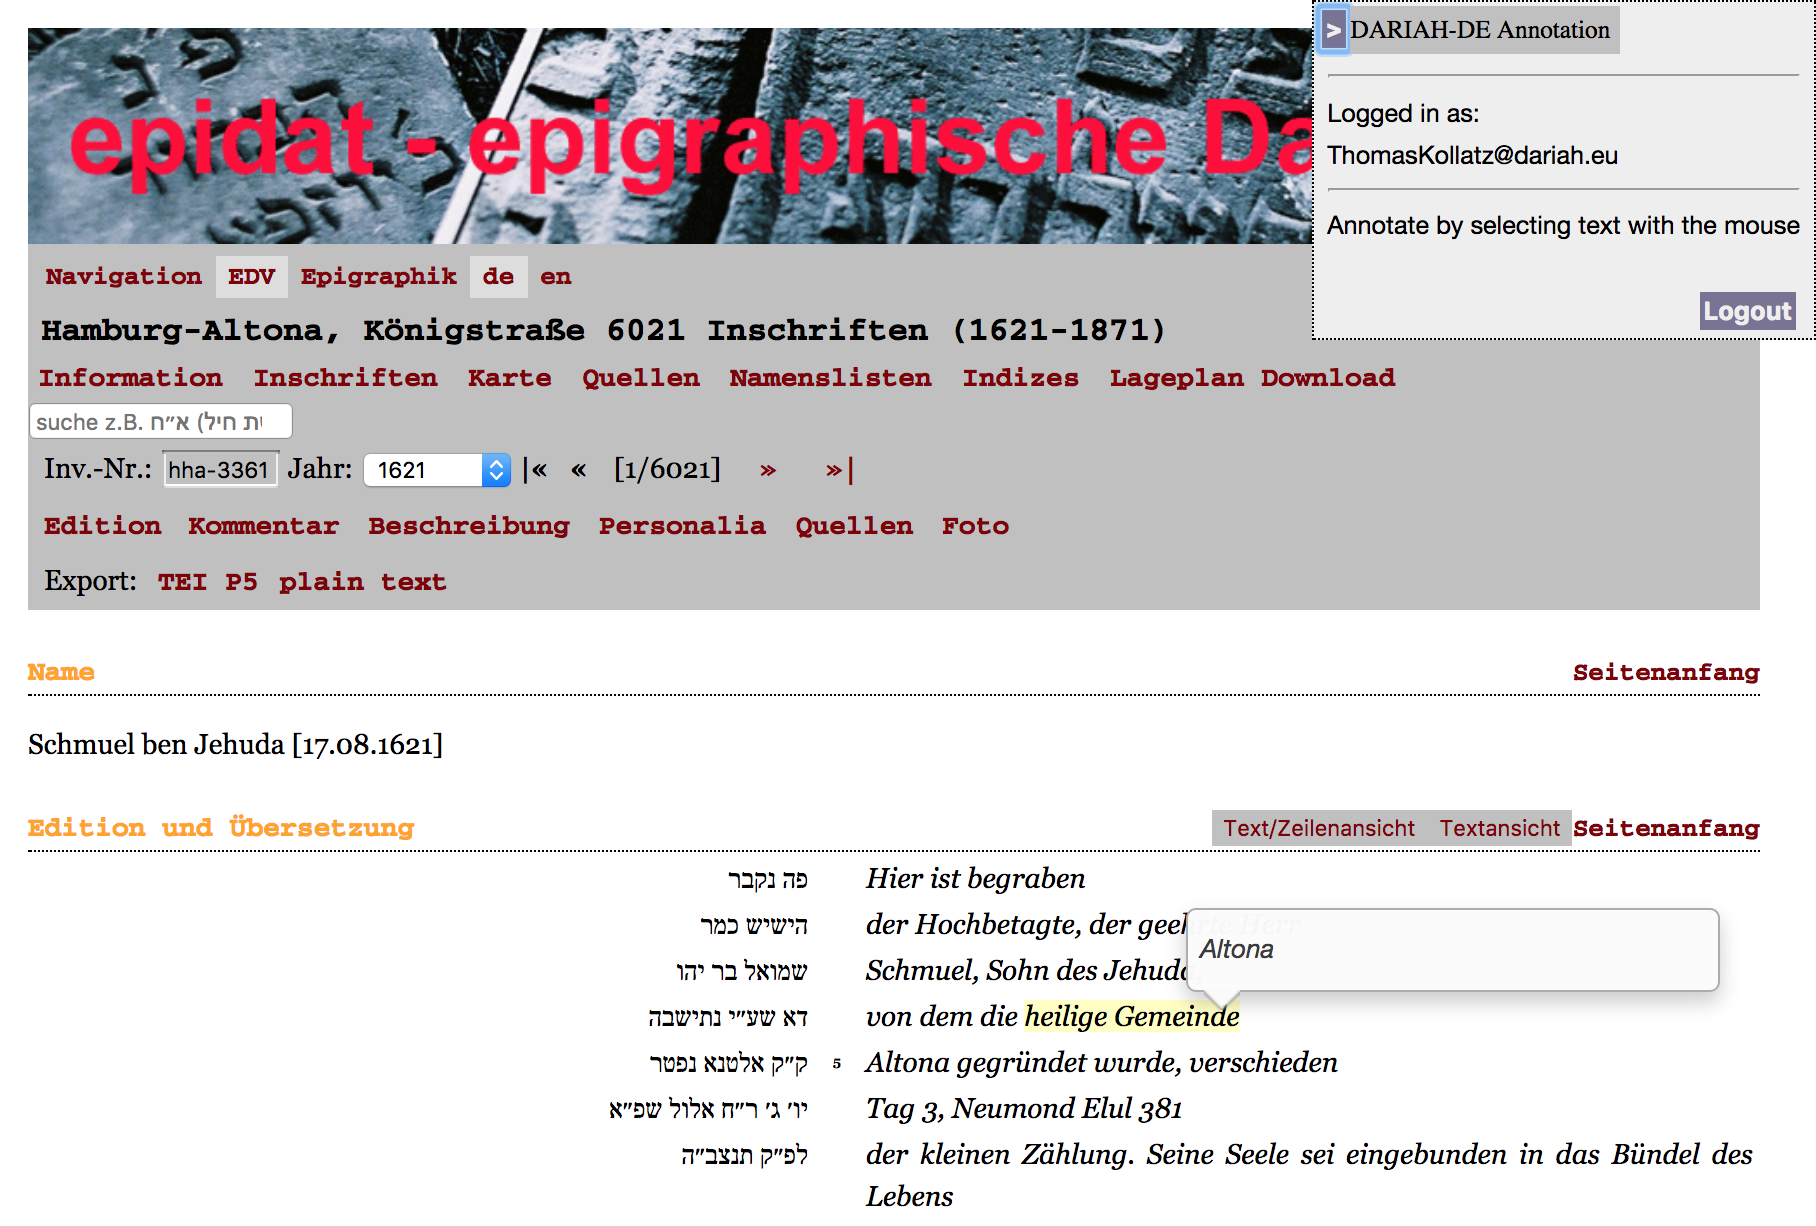 epidat - epigraphische Da
> DARIAH-DE Annotation
Logged in as:
ThomasKollatz@dariah.eu
Annotate by selecting text with the mouse
Logout
Navigation EDV Epigraphik de en
Hamburg-Altona, Königstraße 6021 Inschriften (1621-1871)
Information Inschriften Karte Quellen Namenslisten Indizes Lageplan Download
suche z.B. א״ח (ת חיל
Inv.-Nr.: hha-3361 Jahr: 1621 |« « [1/6021] » »|
Edition Kommentar Beschreibung Personalia Quellen Foto
Export: TEI P5 plain text
Name Seitenanfang
Schmuel ben Jehuda [17.08.1621]
Edition und Übersetzung Text/Zeilenansicht Textansicht Seitenanfang
פה נקבר Hier ist begraben
הישיש כמר der Hochbetagte, der geehrte Herr
Altona
שמואל בר יהו Schmuel, Sohn des Jehuda,
דא שע״י נתישבה von dem die heilige Gemeinde
ק״ק אלטנא נפטר 5 Altona gegründet wurde, verschieden
יו׳ ג׳ ר״ח אלול שפ״א Tag 3, Neumond Elul 381
לפ״ק תנצב״ה der kleinen Zählung. Seine Seele sei eingebunden in das Bündel des
Lebens